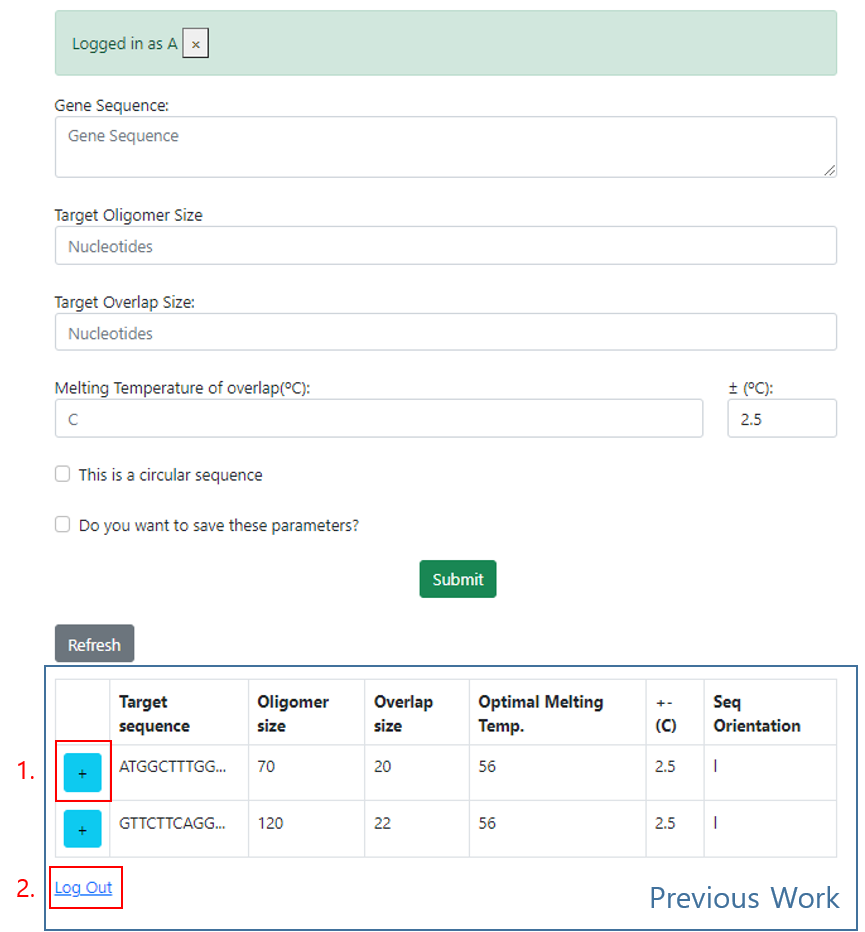 Logged in as A ×
Gene Sequence:
Gene Sequence
Target Oligomer Size
Nucleotides
Target Overlap Size:
Nucleotides
Melting Temperature of overlap(ºC): ± (ºC):
C 2.5
This is a circular sequence
Do you want to save these parameters?
Submit
Refresh
Target sequence Oligomer size Overlap size Optimal Melting Temp. +- (C) Seq Orientation
1. + ATGGCTTTGG... 70 20 56 2.5 l
+ GTTCTTCAGG... 120 22 56 2.5 l
2. Log Out
Previous Work